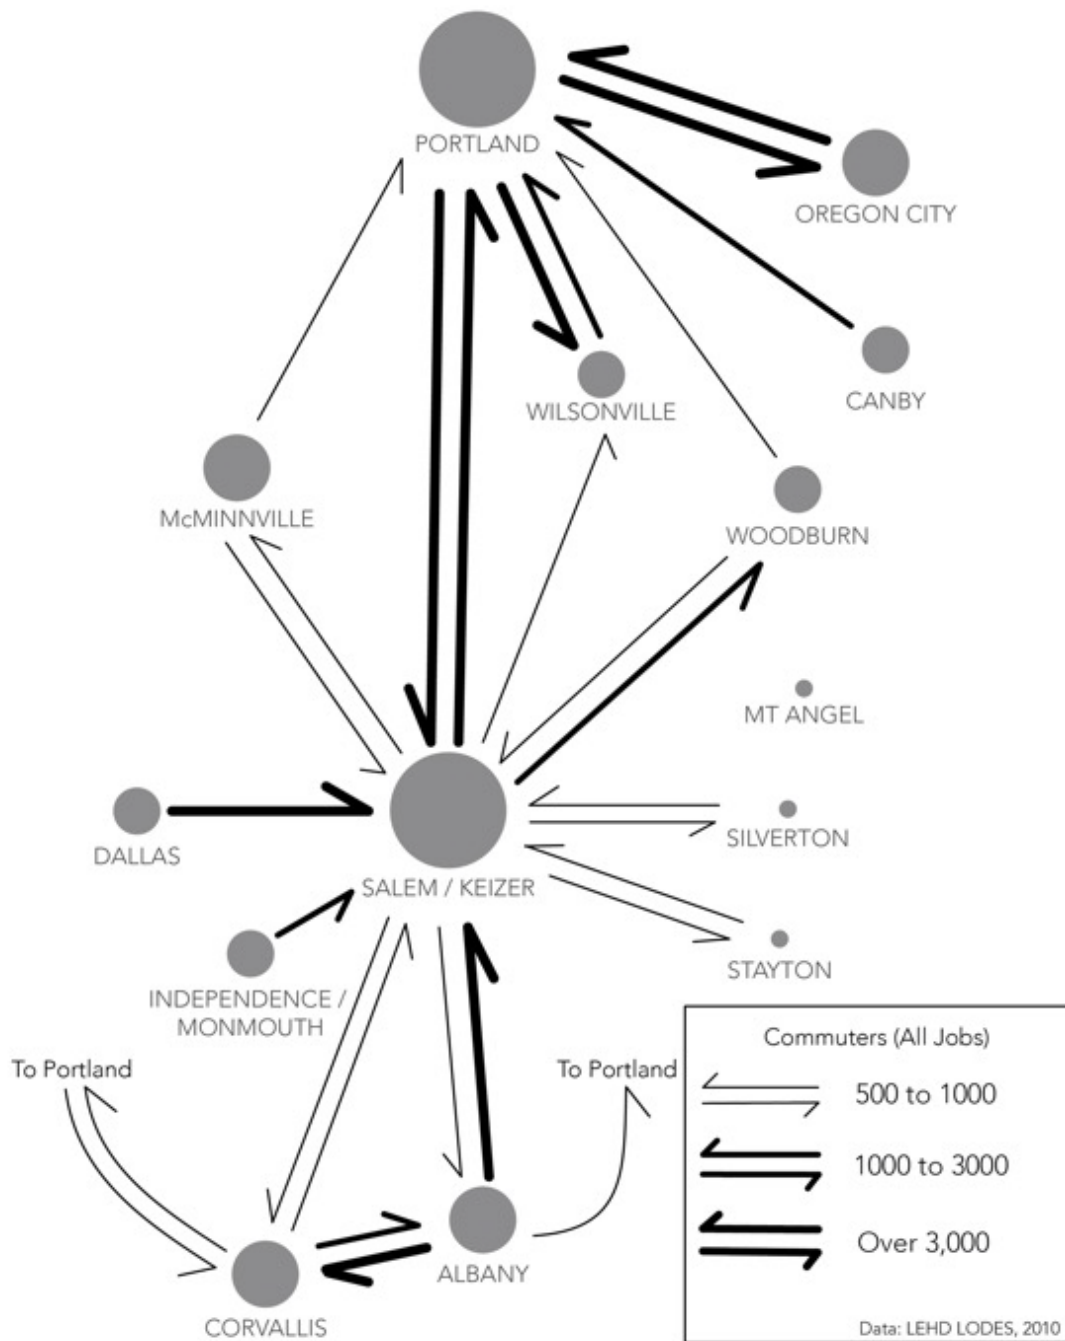 PORTLAND
OREGON CITY
CANBY
WILSONVILLE
McMINNVILLE
WOODBURN
MT ANGEL
DALLAS
SILVERTON
SALEM / KEIZER
STAYTON
INDEPENDENCE /
MONMOUTH
To Portland
To Portland
ALBANY
CORVALLIS
Commuters (All Jobs)
500 to 1000
1000 to 3000
Over 3,000
Data: LEHD LODES, 2010